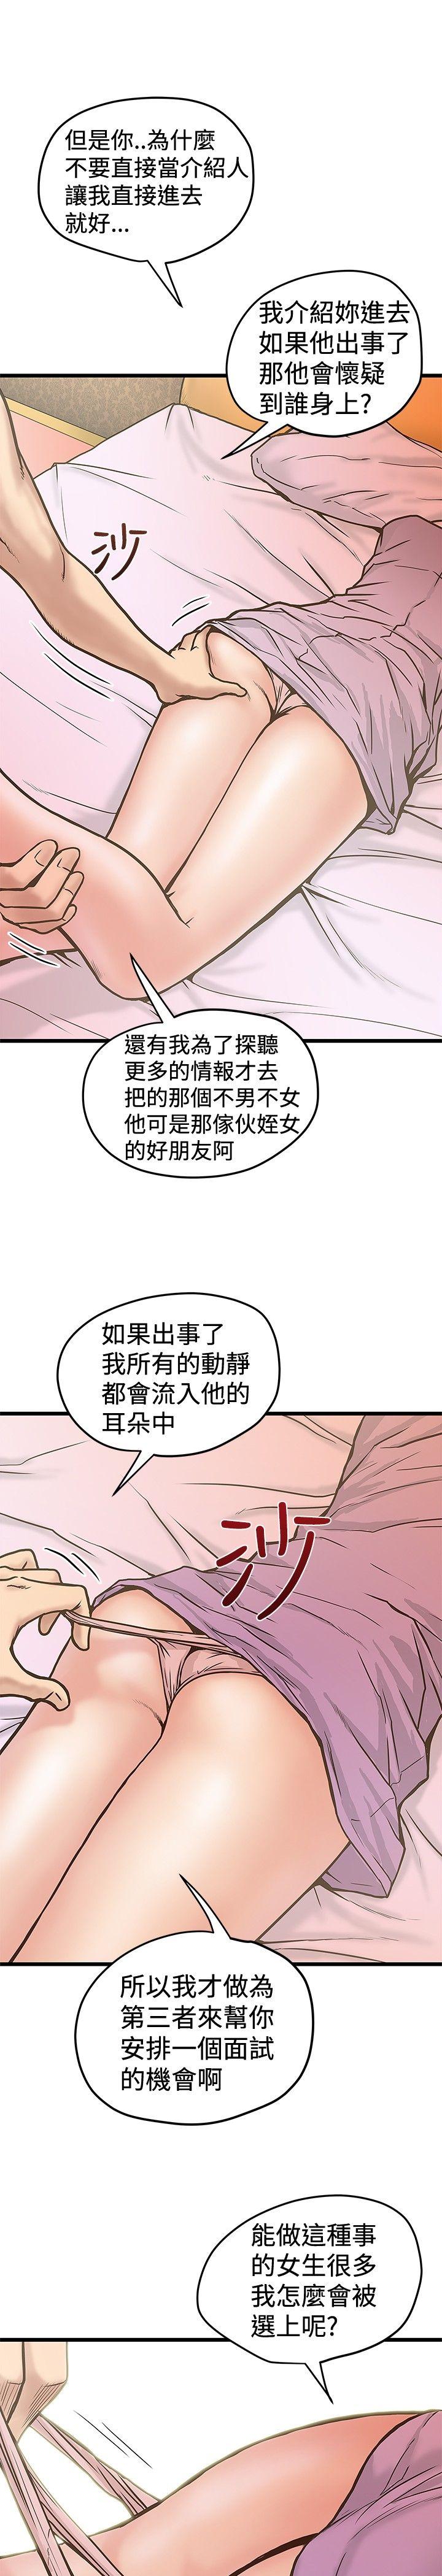 但是你..為什麼
不要直接當介紹人
讓我直接進去
就好...
我介紹妳進去
如果他出事了
那他會懷疑
到誰身上?
沙
還有我為了探聽
更多的情報才去
把的那個不男不女
他可是那傢伙姪女
的好朋友阿
如果出事了
我所有的動靜
都會流入他的
耳朵中
沙
所以我才做為
第三者來幫你
安排一個面試
的機會啊
能做這種事
的女生很多
我怎麼會被
選上呢?